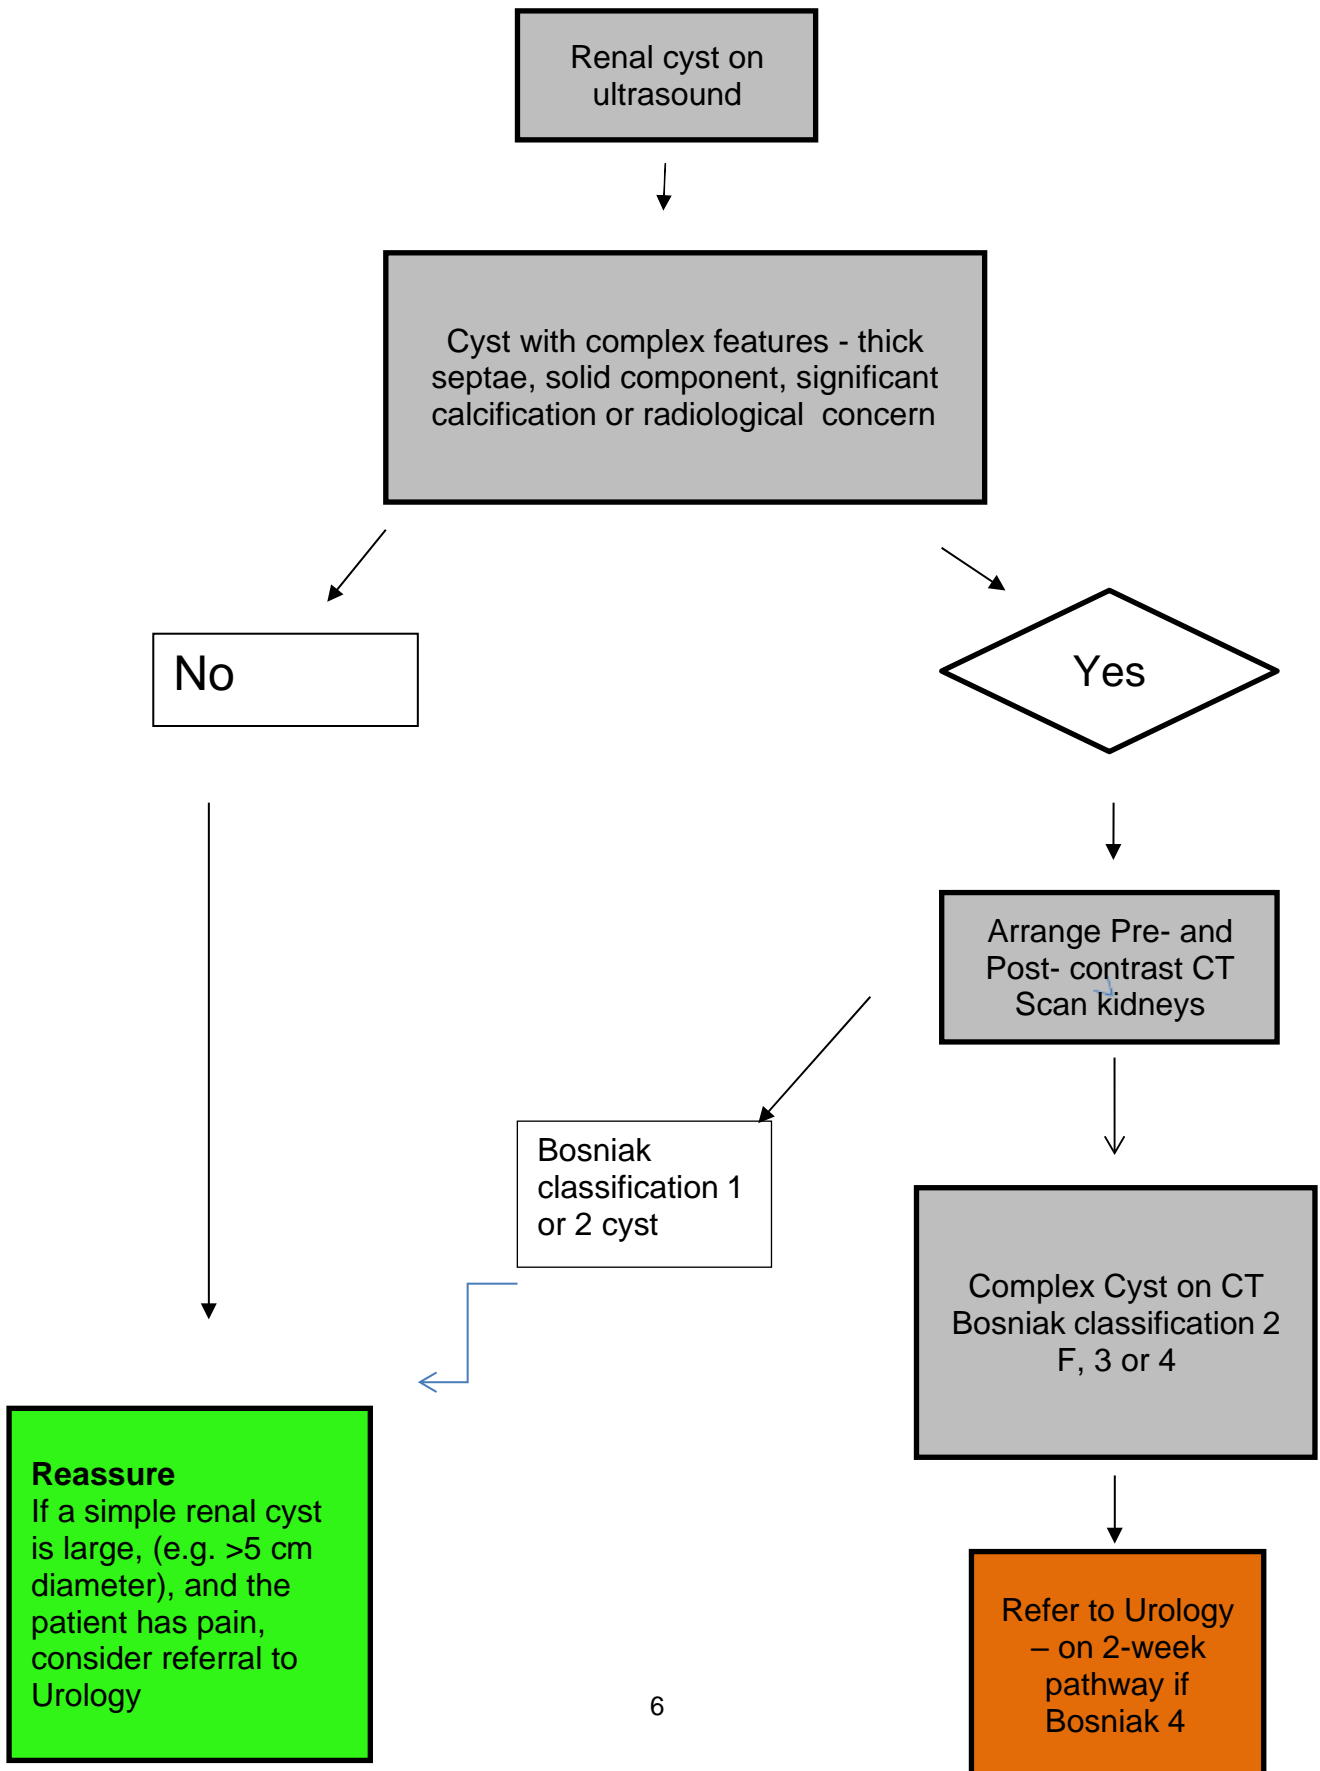 Renal cyst on
ultrasound
Cyst with complex features - thick
septae, solid component, significant
calcification or radiological  concern
No
Yes
Arrange Pre- and
Post- contrast CT
Scan kidneys
Bosniak
classification 1
or 2 cyst
Complex Cyst on CT
Bosniak classification 2
F, 3 or 4
Reassure
If a simple renal cyst
is large, (e.g. >5 cm
diameter), and the
patient has pain,
consider referral to
Urology
Refer to Urology
– on 2-week
pathway if
Bosniak 4
6